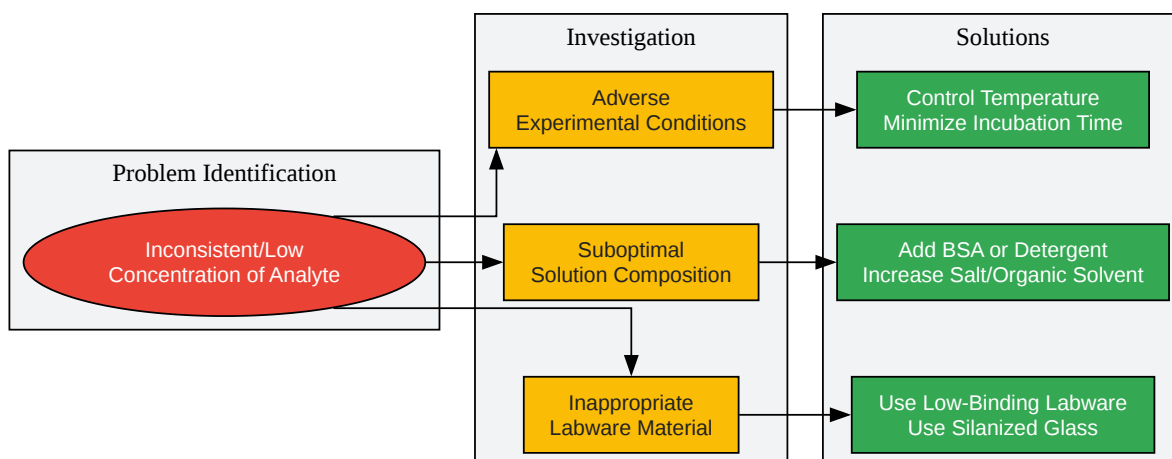 Problem Identification
Inconsistent/Low
Concentration of Analyte
Investigation
Adverse
Experimental Conditions
Suboptimal
Solution Composition
Inappropriate
Labware Material
Solutions
Control Temperature
Minimize Incubation Time
Add BSA or Detergent
Increase Salt/Organic Solvent
Use Low-Binding Labware
Use Silanized Glass